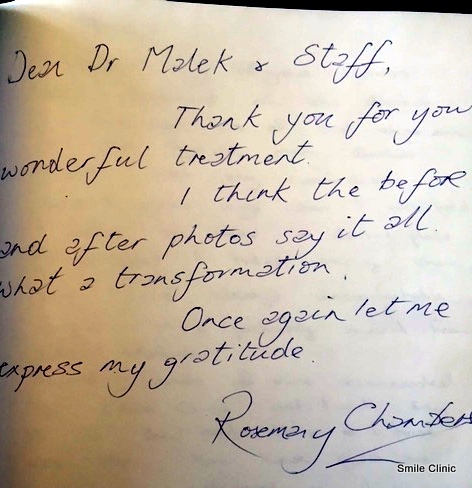 Dear Dr Malek & Staff,
Thank you for you
wonderful treatment.
I think the before
and after photos say it all.
What a transformation.
Once again let me
express my gratitude.
Rosemary Chambers
Smile Clinic